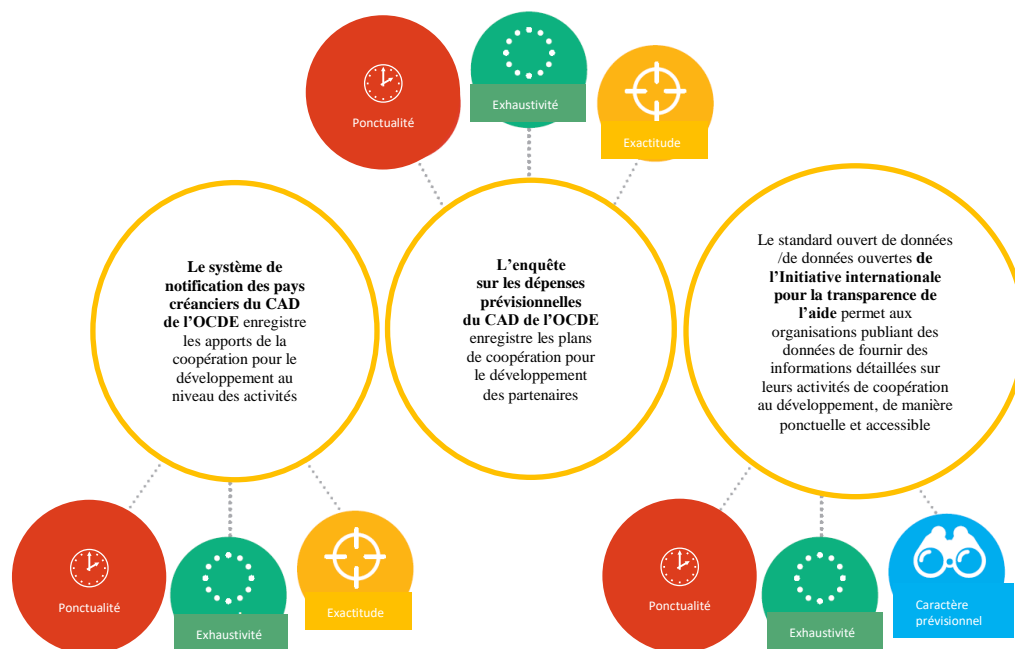 Ponctualité
Exhaustivité
Exactitude
Le système de
notification des pays
créanciers du CAD
de l’OCDE enregistre
les apports de la
coopération pour le
développement au
niveau des activités
L’enquête
sur les dépenses
prévisionnelles
du CAD de l’OCDE
enregistre les plans
de coopération pour
le développement
des partenaires
Le standard ouvert de données
/de données ouvertes de
l’Initiative internationale
pour la transparence de
l’aide permet aux
organisations publiant des
données de fournir des
informations détaillées sur
leurs activités de coopération
au développement, de manière
ponctuelle et accessible
Ponctualité
Exhaustivité
Exactitude
Ponctualité
Exhaustivité
Caractère
prévisionnel